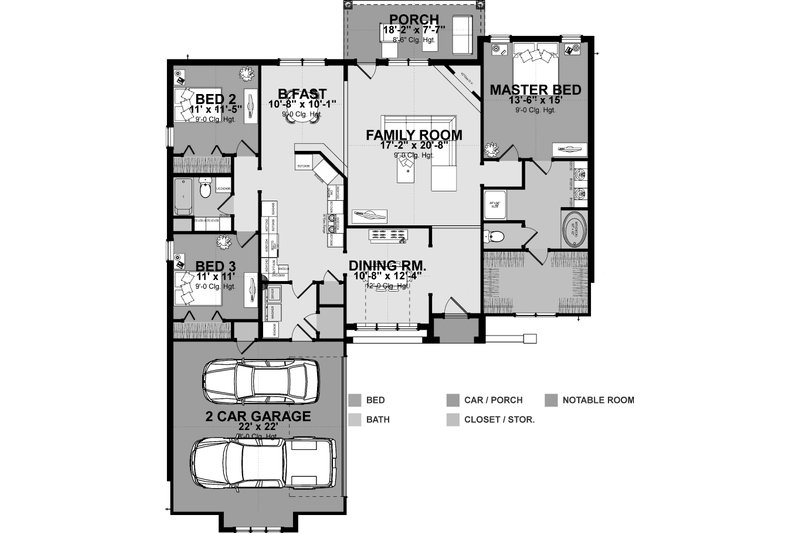 PORCH
18'-2" x 7'-7"
9'-6" Clg. Hgt.
MASTER BED
13'-6" x 15'
9'-0 Clg. Hgt.
BED 2
11' x 11'-5"
9'-0 Clg. Hgt.
B.FAST
10'-8" x 10'-1"
9'-0 Clg. Hgt.
FAMILY ROOM
17'-2" x 20'-8"
9'-0 Clg. Hgt.
BED 3
11' x 11'
9'-0 Clg. Hgt.
DINING RM.
10'-8" x 12'-4"
12'-0 Clg. Hgt.
2 CAR GARAGE
22' x 22'
Clg. Hgt.
BED
CAR / PORCH
NOTABLE ROOM
BATH
CLOSET / STOR.